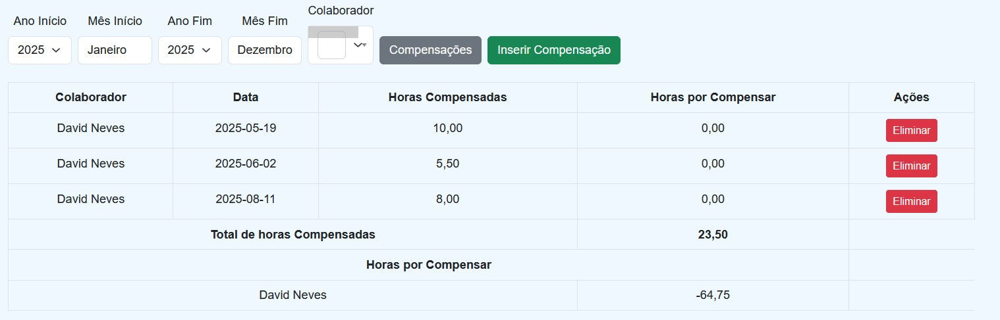 Ano Início Mês Início Ano Fim Mês Fim Colaborador
2025 Janeiro 2025 Dezembro Compensações Inserir Compensação
Colaborador Data Horas Compensadas Horas por Compensar Ações
David Neves 2025-05-19 10,00 0,00 Eliminar
David Neves 2025-06-02 5,50 0,00 Eliminar
David Neves 2025-08-11 8,00 0,00 Eliminar
Total de horas Compensadas 23,50
Horas por Compensar
David Neves -64,75